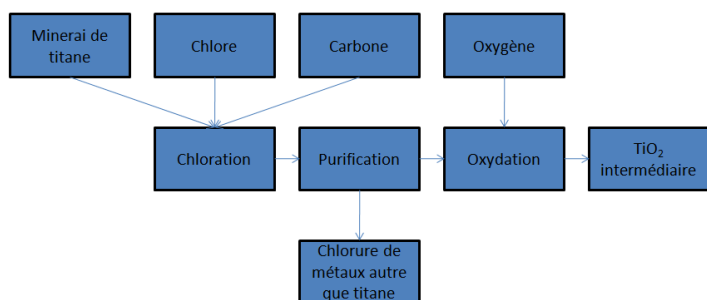 Minerai de
titane
Chlore
Carbone
Oxygène
Chloration
Purification
Oxydation
TiO₂
intermédiaire
Chlorure de
métaux autre
que titane